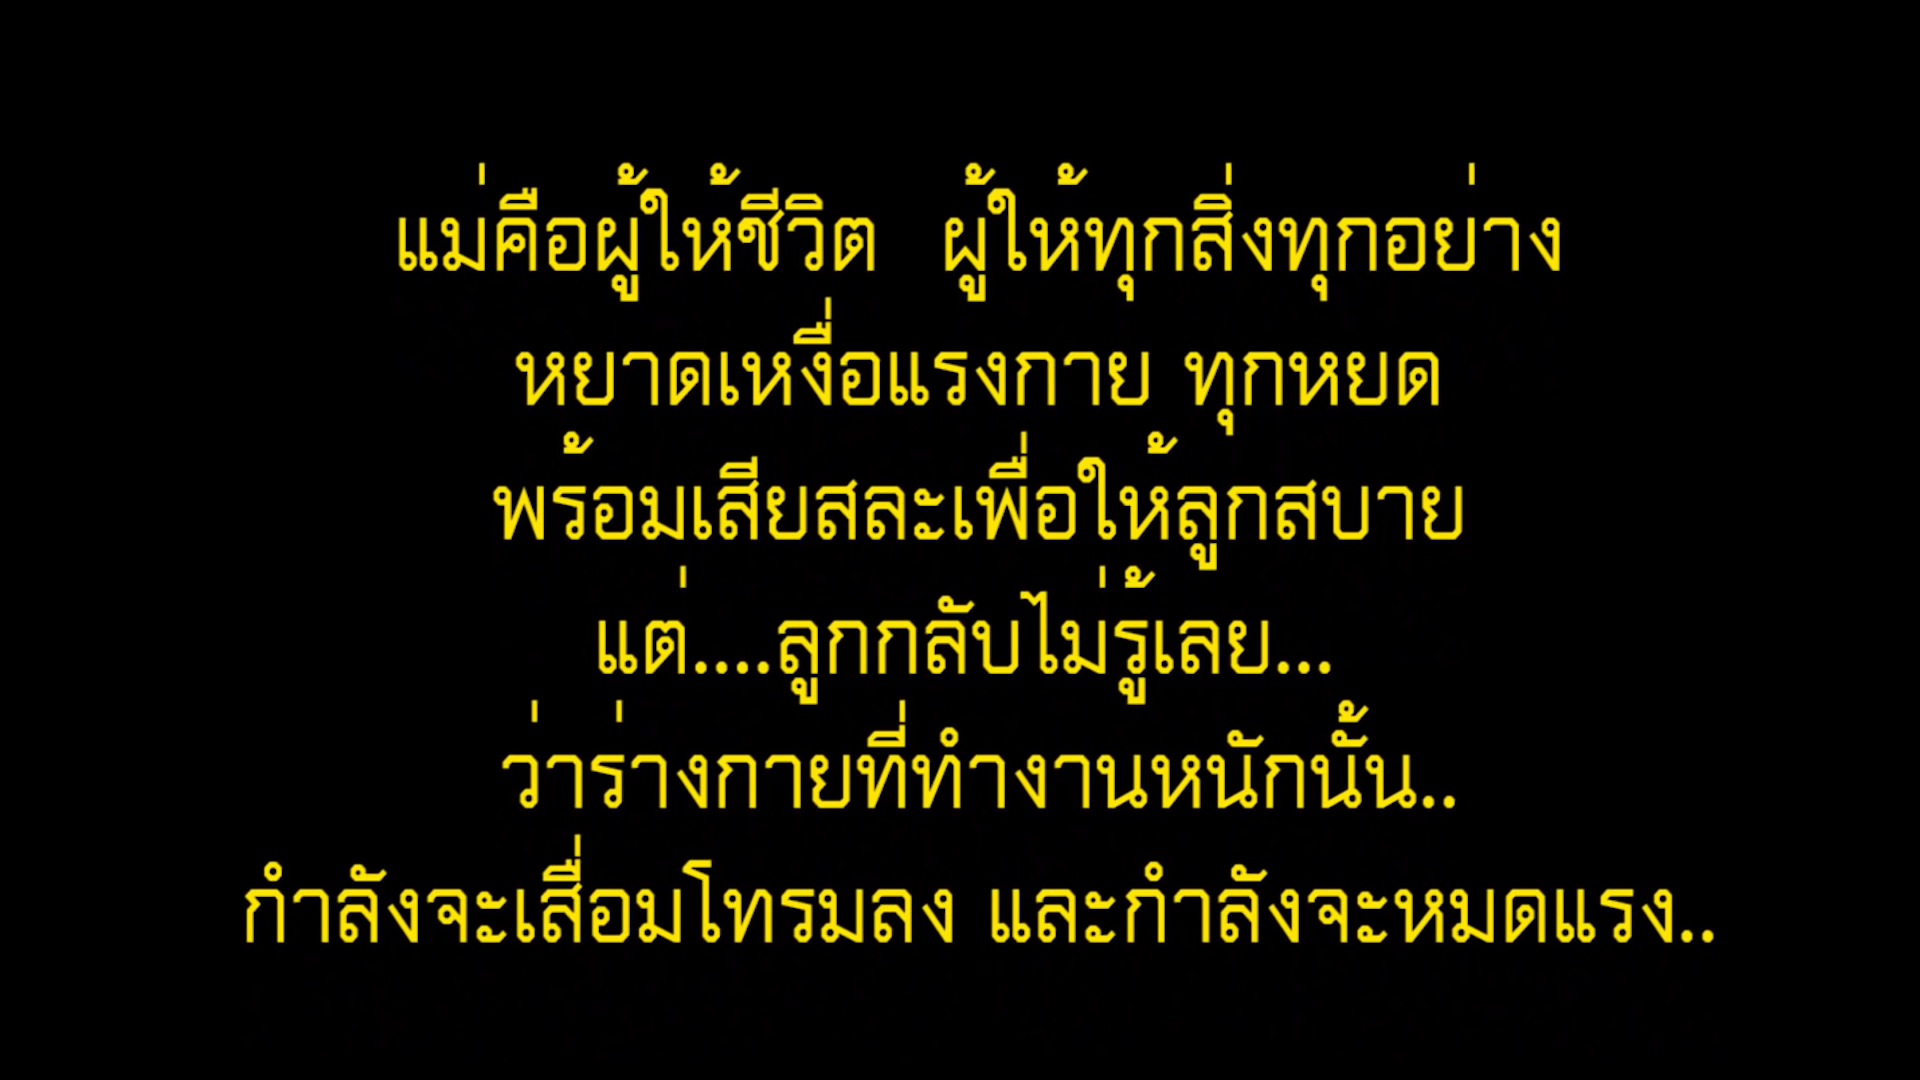 แม่คือผู้ให้ชีวิต  ผู้ให้ทุกสิ่งทุกอย่าง
หยาดเหงื่อแรงกาย ทุกหยด
พร้อมเสียสละเพื่อให้ลูกสบาย
แต่....ลูกกลับไม่รู้เลย...
ว่าร่างกายที่ทำงานหนักนั้น..
กำลังจะเสื่อมโทรมลง และกำลังจะหมดแรง..